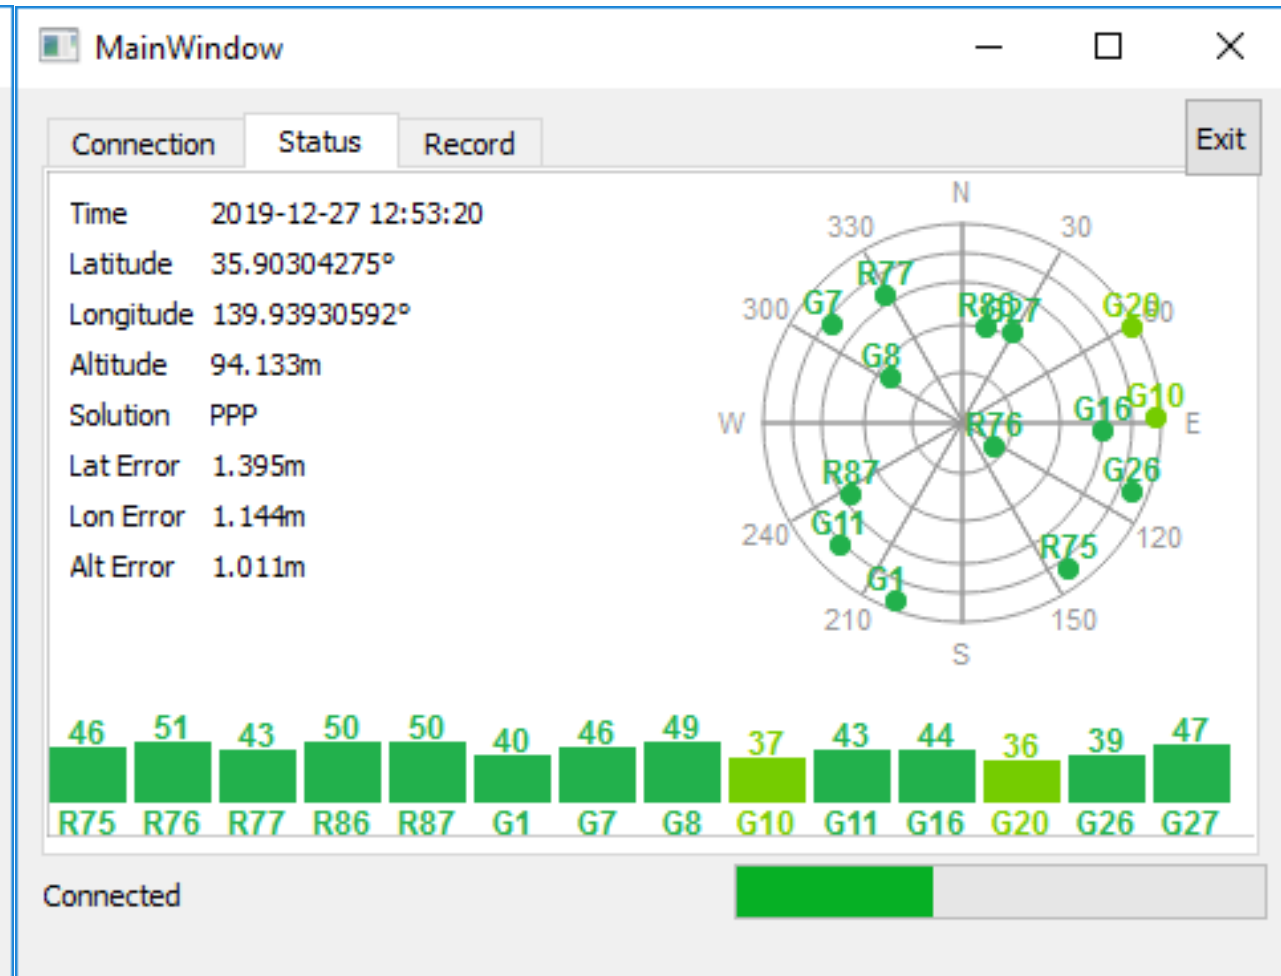 MainWindow
Connection Status Record Exit
Time 2019-12-27 12:53:20
Latitude 35.90304275°
Longitude 139.93930592°
Altitude 94.133m
Solution PPP
Lat Error 1.395m
Lon Error 1.144m
Alt Error 1.011m
N
330 30
R77
300 G7 R86 G27 G20 60
G8
G10
W R76 G16 E
R87 G26
240 G11 R75 120
G1
210 150
S
46 51 43 50 50 40 46 49 37 43 44 36 39 47
R75 R76 R77 R86 R87 G1 G7 G8 G10 G11 G16 G20 G26 G27
Connected